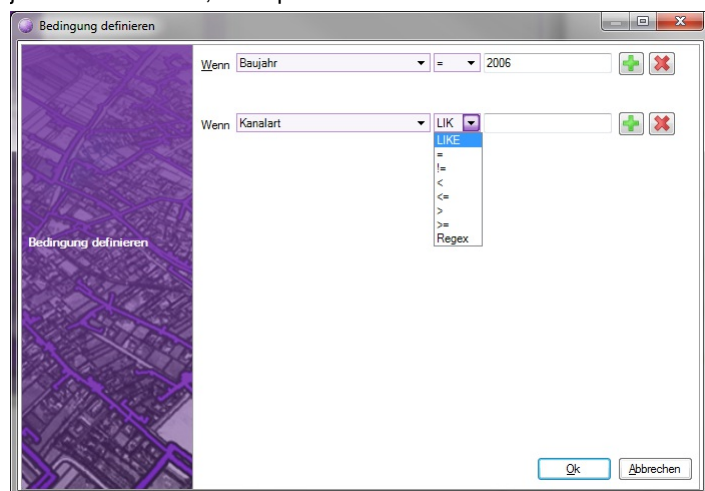 Bedingung definieren
Wenn Baujahr = 2006
Wenn Kanalart LIK
LIKE
=
!=
<
<=
>
>=
Regex
Bedingung definieren
Ok Abbrechen